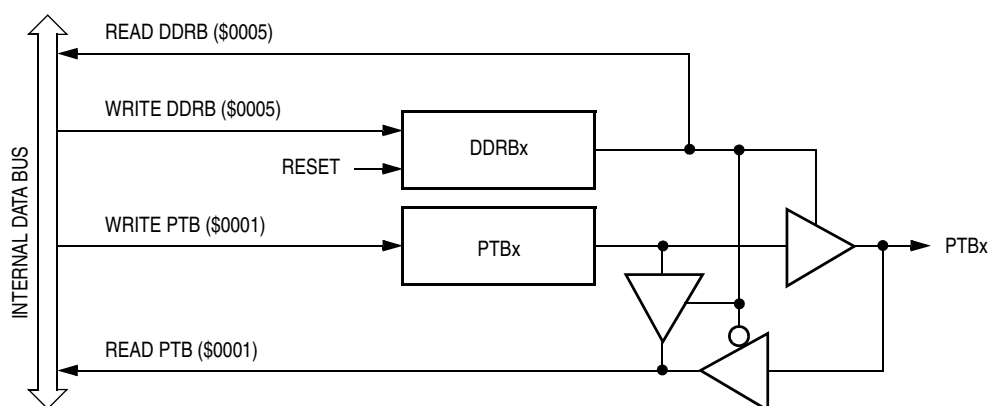 READ DDRB ($0005)
WRITE DDRB ($0005)
DDRBx
RESET
WRITE PTB ($0001)
PTBx
PTBx
READ PTB ($0001)
INTERNAL DATA BUS